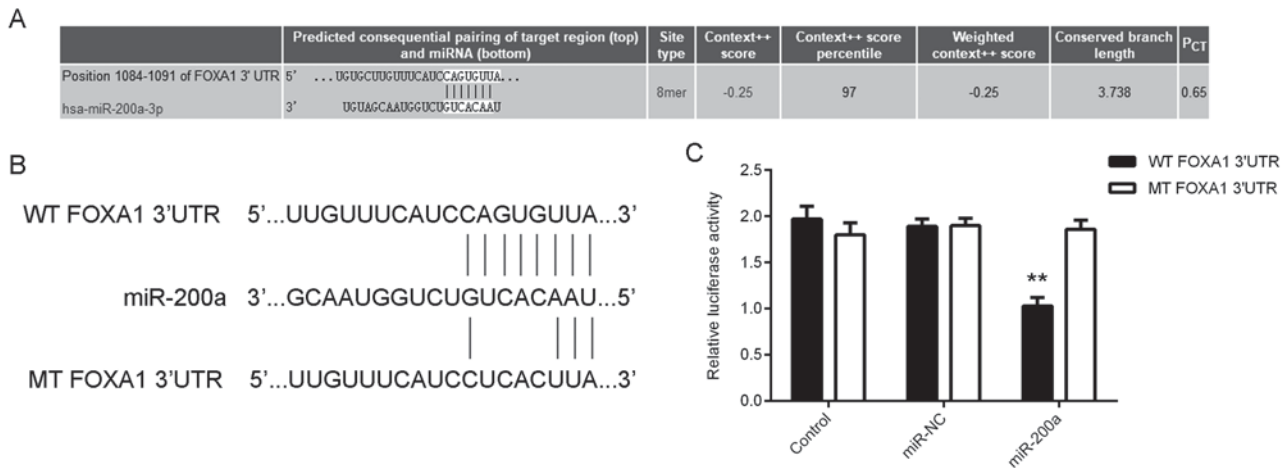 A
Predicted consequential pairing of target region (top)
and miRNA (bottom)
Site
type
Context++
score
Context++ score
percentile
Weighted
context++ score
Conserved branch
length
PCT
Position 1084-1091 of FOXA1 3' UTR 5' ...UGUGCUUGUUUCAUCCAGUGUUA...
hsa-miR-200a-3p 3' UGUAGCAAUGGUCUGUCACAAU
8mer -0.25 97 -0.25 3.738 0.65
B
WT FOXA1 3'UTR 5'...UUGUUUCAUCCAGUGUUA...3'
miR-200a 3'...GCAAUGGUCUGUCACAAU...5'
MT FOXA1 3'UTR 5'...UUGUUUCAUCCUCACUUA...3'
C
WT FOXA1 3'UTR
MT FOXA1 3'UTR
Relative luciferase activity
2.5
2.0
1.5
1.0
0.5
0.0
**
Control
miR-NC
miR-200a